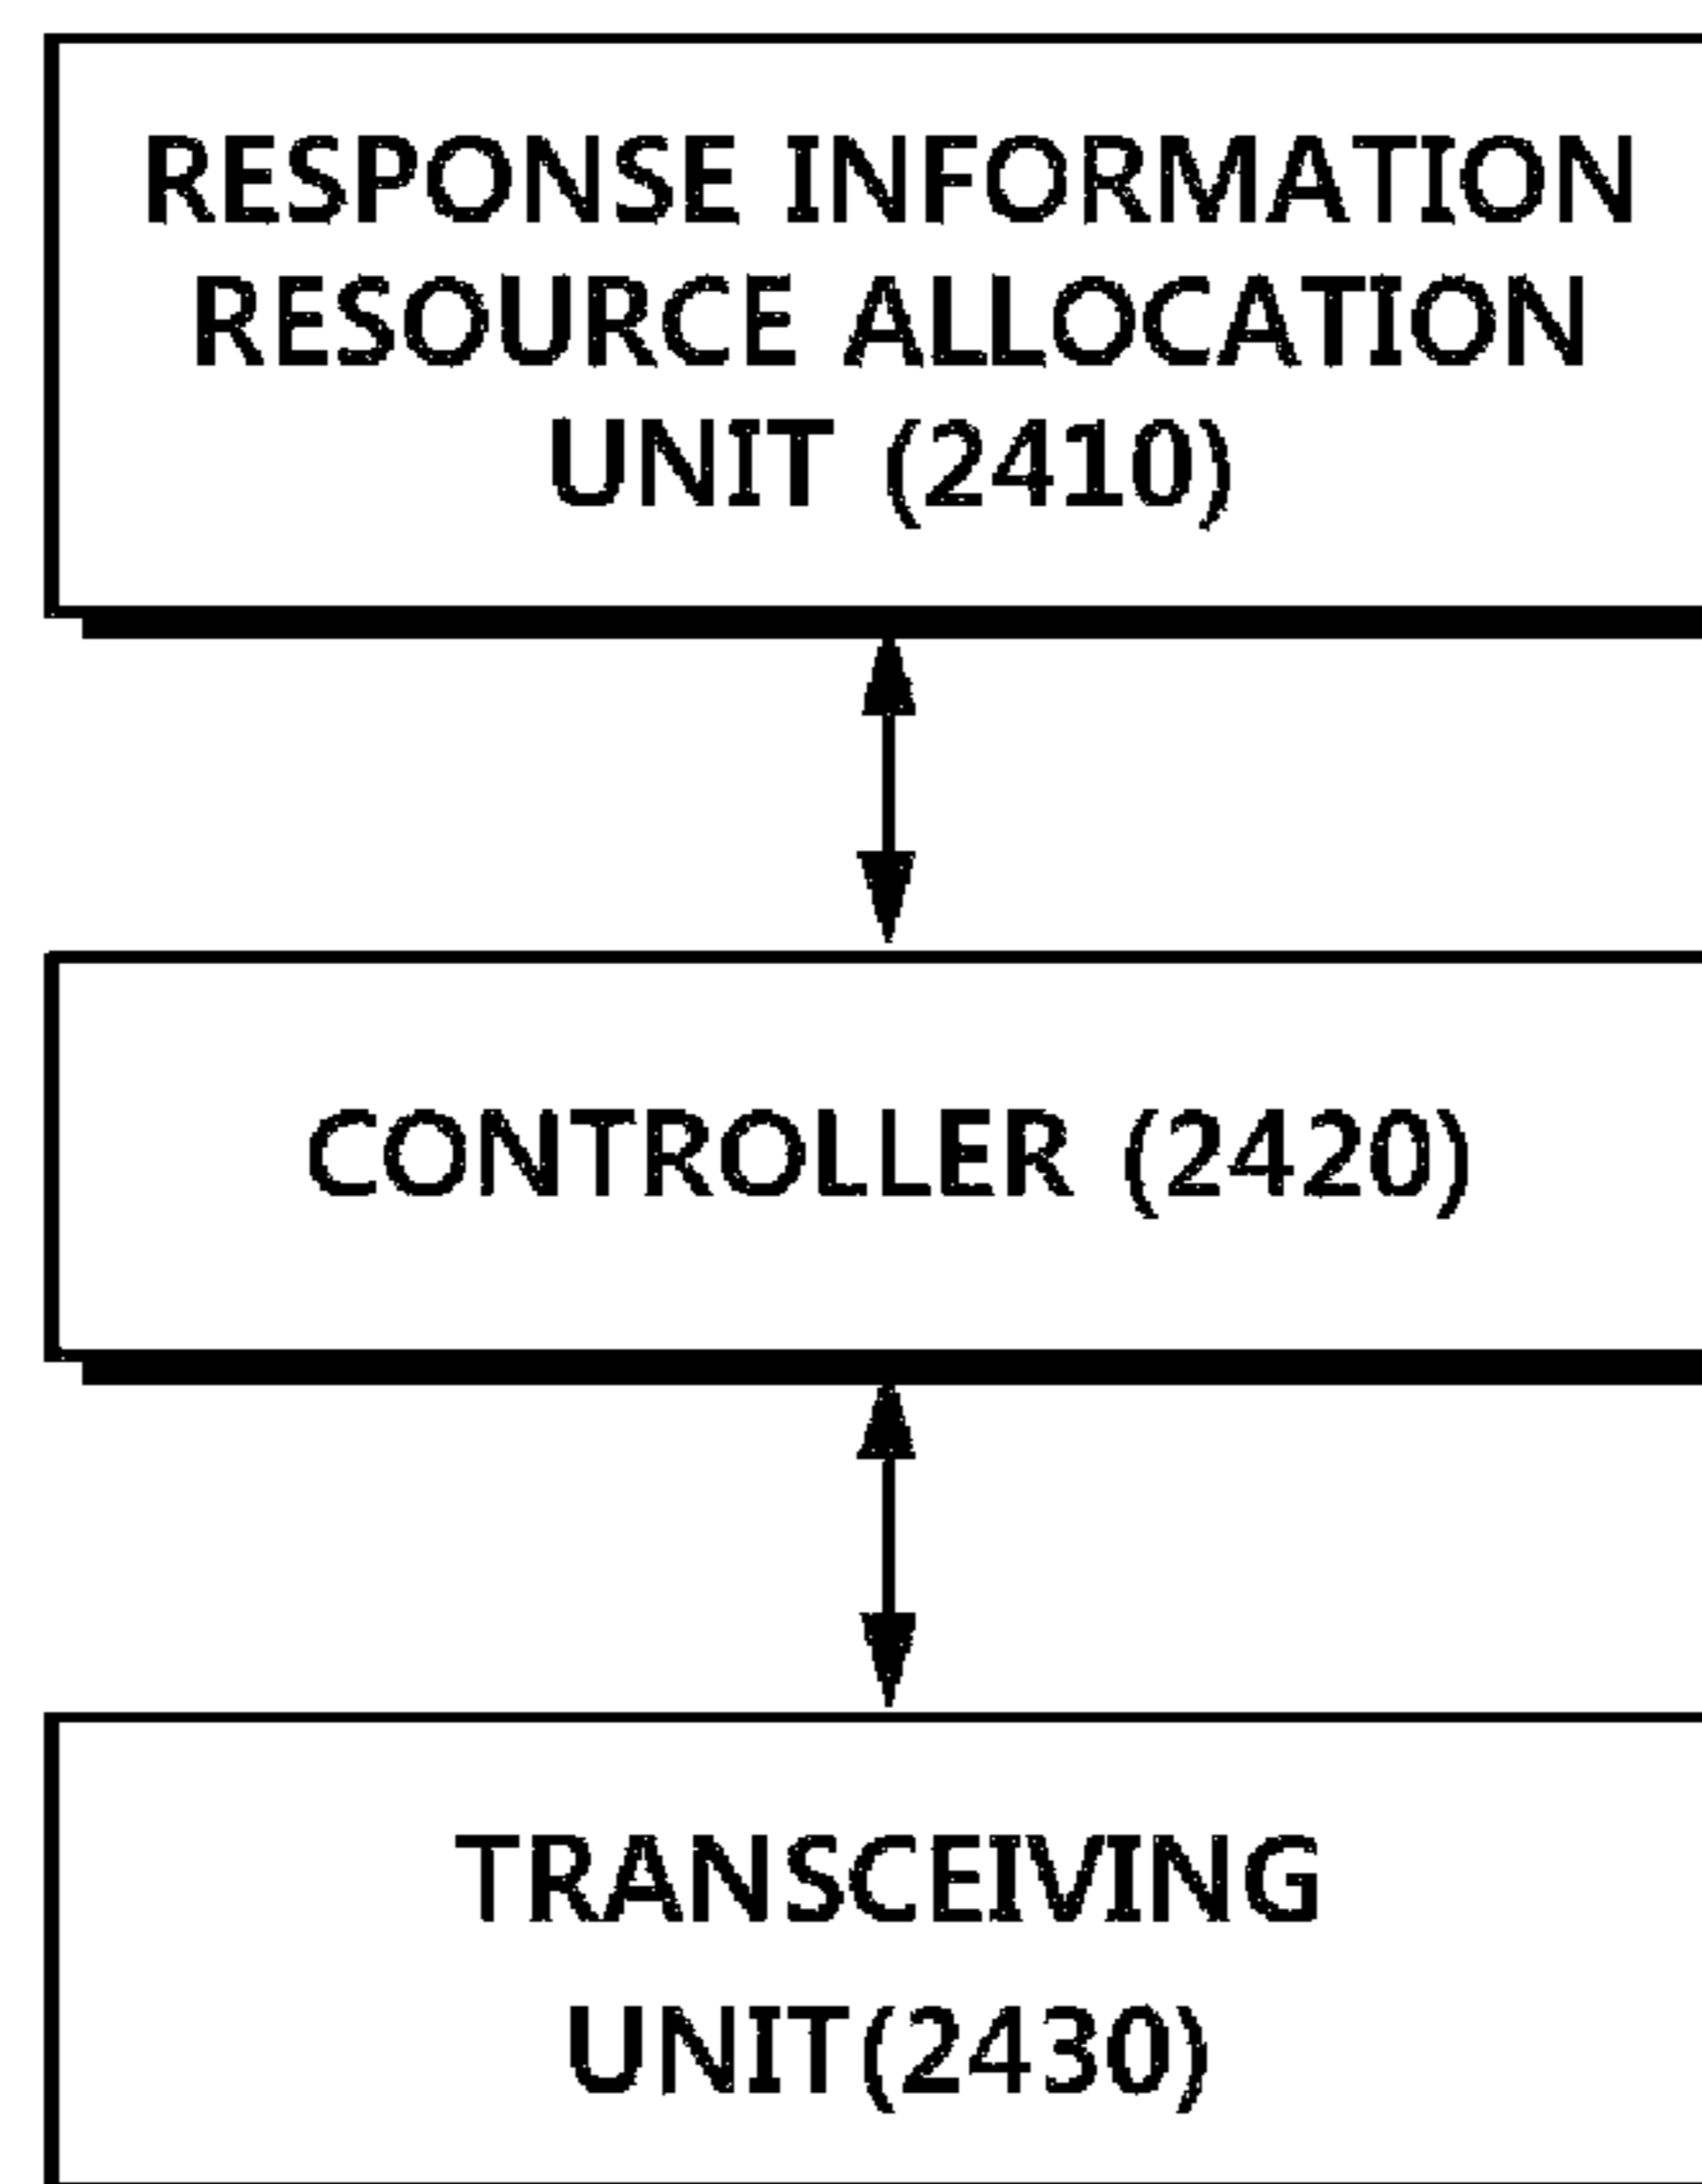 RESPONSE INFORMATION
RESOURCE ALLOCATION
UNIT (2410)
CONTROLLER (2420)
TRANSCEIVING
UNIT(2430)